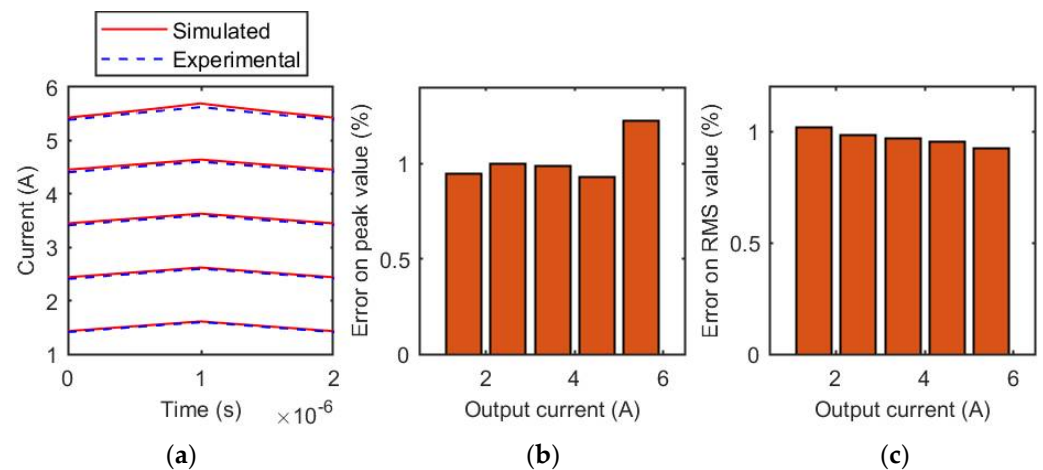 Simulated
Experimental
Current (A)
6
5
4
3
2
1
0 1 2
Time (s) ×10-6
(a)
Error on peak value (%)
1
0.5
0
2 4 6
Output current (A)
(b)
Error on RMS value (%)
1
0.5
0
2 4 6
Output current (A)
(c)